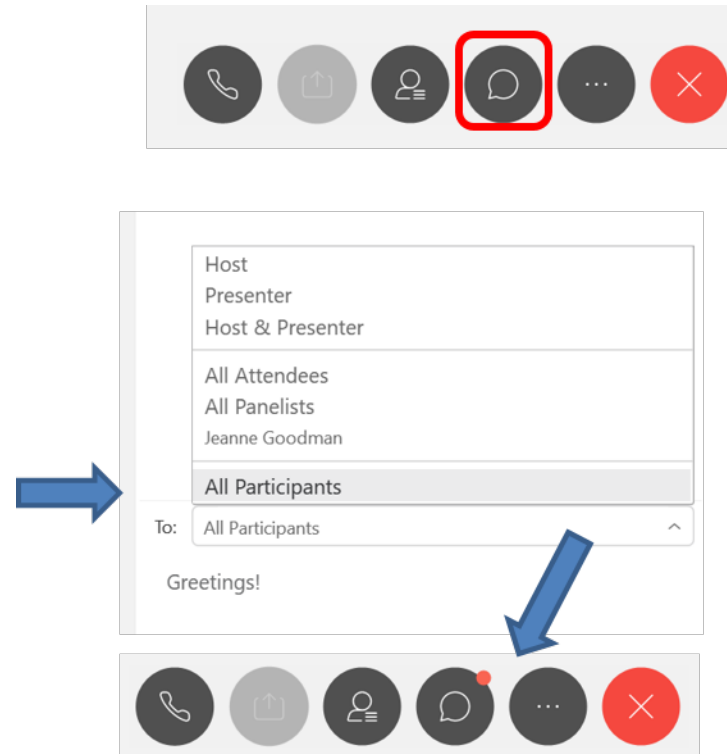 Host
Presenter
Host & Presenter
All Attendees
All Panelists
Jeanne Goodman
All Participants
To: All Participants
Greetings!